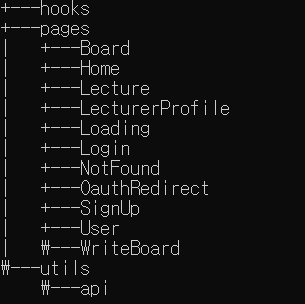 +---hooks
+---pages
|   +---Board
|   +---Home
|   +---Lecture
|   +---LecturerProfile
|   +---Loading
|   +---Login
|   +---NotFound
|   +---OauthRedirect
|   +---SignUp
|   +---User
|   ₩---WriteBoard
₩---utils
    ₩---api